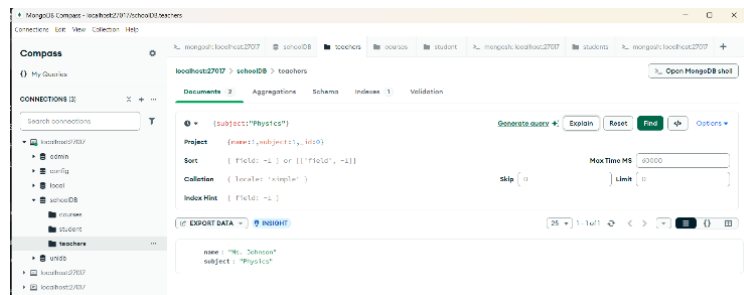 MongoDB Compass - localhost:27017/schoolDB.teachers
Connections Edit View Collection Help
Compass
{} My Queries
CONNECTIONS (3)
Search connections
localhost:27017
admin
config
local
schoolDB
courses
student
teachers
unidb
localhost:27017
localhost:27017
>_ mongosh: localhost:27017 schoolDB teachers courses student >_ mongosh: localhost:27017 students >_ mongosh: localhost:27017 +
localhost:27017 > schoolDB > teachers
>_ Open MongoDB shell
Documents 2 Aggregations Schema Indexes 1 Validation
{subject:"Physics"}
Generate query Explain Reset Find </> Options
Project {name:1,subject:1,_id:0}
Sort { field: -1 } or [['field', -1]]
Max Time MS 60000
Collation { locale: 'simple' }
Skip 0 Limit 0
Index Hint { field: -1 }
EXPORT DATA INSIGHT
25 1-1 of 1
name : "Ms. Johnson"
subject : "Physics"